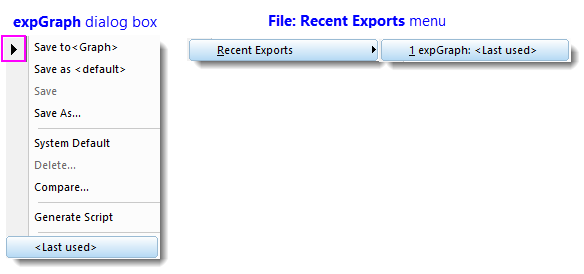 expGraph dialog box
Save to<Graph>
Save as <default>
Save
Save As...
System Default
Delete...
Compare...
Generate Script
<Last used>
File: Recent Exports menu
Recent Exports
1 expGraph: <Last used>